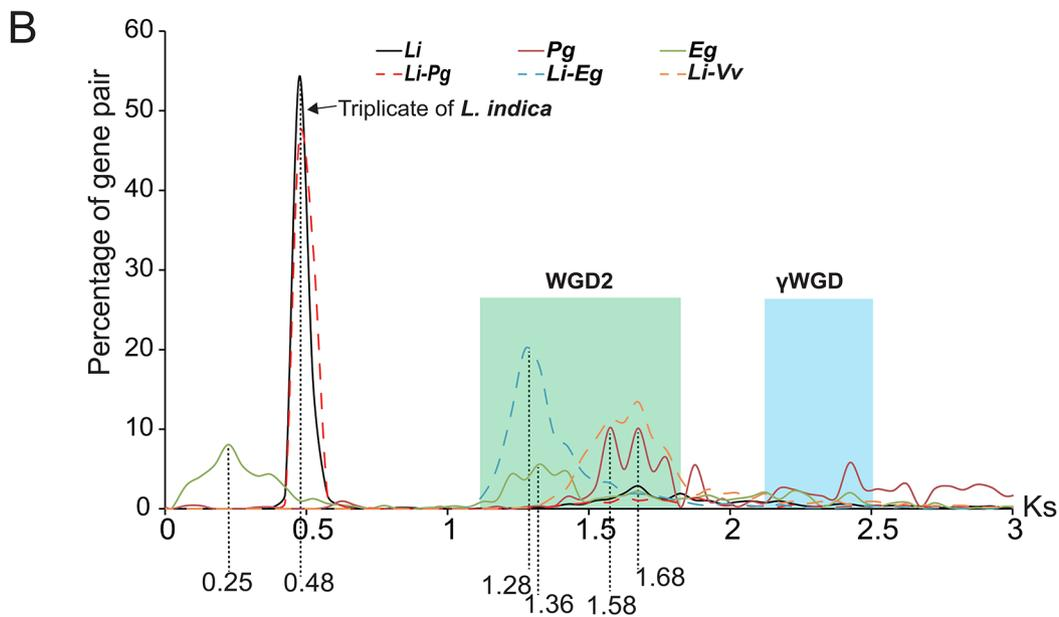 B
60
50
40
30
20
10
0
Percentage of gene pair
Li Pg Eg
Li-Pg Li-Eg Li-Vv
Triplicate of L. indica
WGD2 γWGD
0 0.5 1 1.5 2 2.5 3
Ks
0.25 0.48 1.28 1.68
1.36 1.58